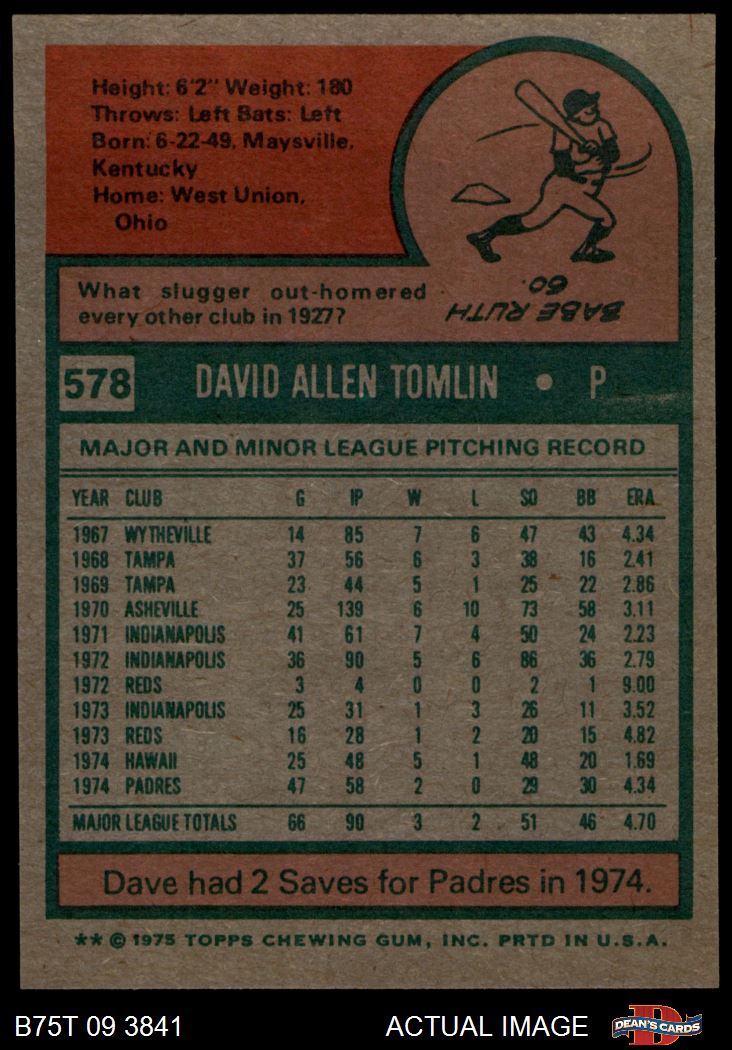 Height: 6'2" Weight: 180
Throws: Left Bats: Left
Born: 6-22-49, Maysville,
Kentucky
Home: West Union,
Ohio
What slugger out-homered
every other club in 1927?
BABE RUTH
60.
578 DAVID ALLEN TOMLIN • P
MAJOR AND MINOR LEAGUE PITCHING RECORD
YEAR CLUB G IP W L SO BB ERA
1967 WYTHEVILLE 14 85 7 6 47 43 4.34
1968 TAMPA 37 56 6 3 38 16 2.41
1969 TAMPA 23 44 5 1 25 22 2.86
1970 ASHEVILLE 25 139 6 10 73 58 3.11
1971 INDIANAPOLIS 41 61 7 4 50 24 2.23
1972 INDIANAPOLIS 36 90 5 6 86 36 2.79
1972 REDS 3 4 0 0 2 1 9.00
1973 INDIANAPOLIS 25 31 1 3 26 11 3.52
1973 REDS 16 28 1 2 20 15 4.82
1974 HAWAII 25 48 5 1 48 20 1.69
1974 PADRES 47 58 2 0 29 30 4.34
MAJOR LEAGUE TOTALS 66 90 3 2 51 46 4.70
Dave had 2 Saves for Padres in 1974.
** © 1975 TOPPS CHEWING GUM, INC. PRTD IN U.S.A.
B75T 09 3841 ACTUAL IMAGE D DEAN'S CARDS